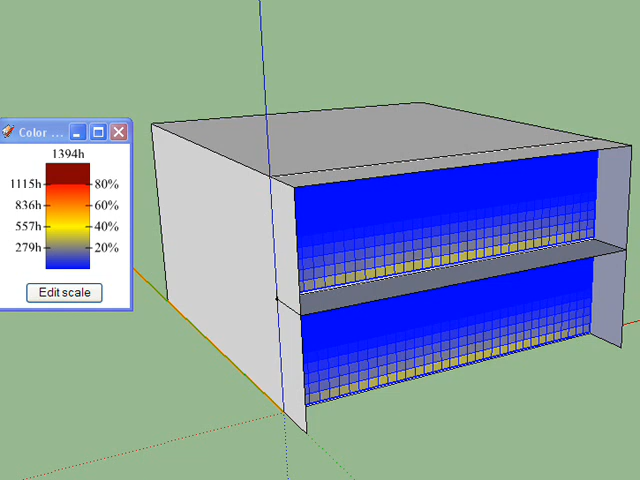 Color ...
1394h
1115h 80%
836h 60%
557h 40%
279h 20%
Edit scale